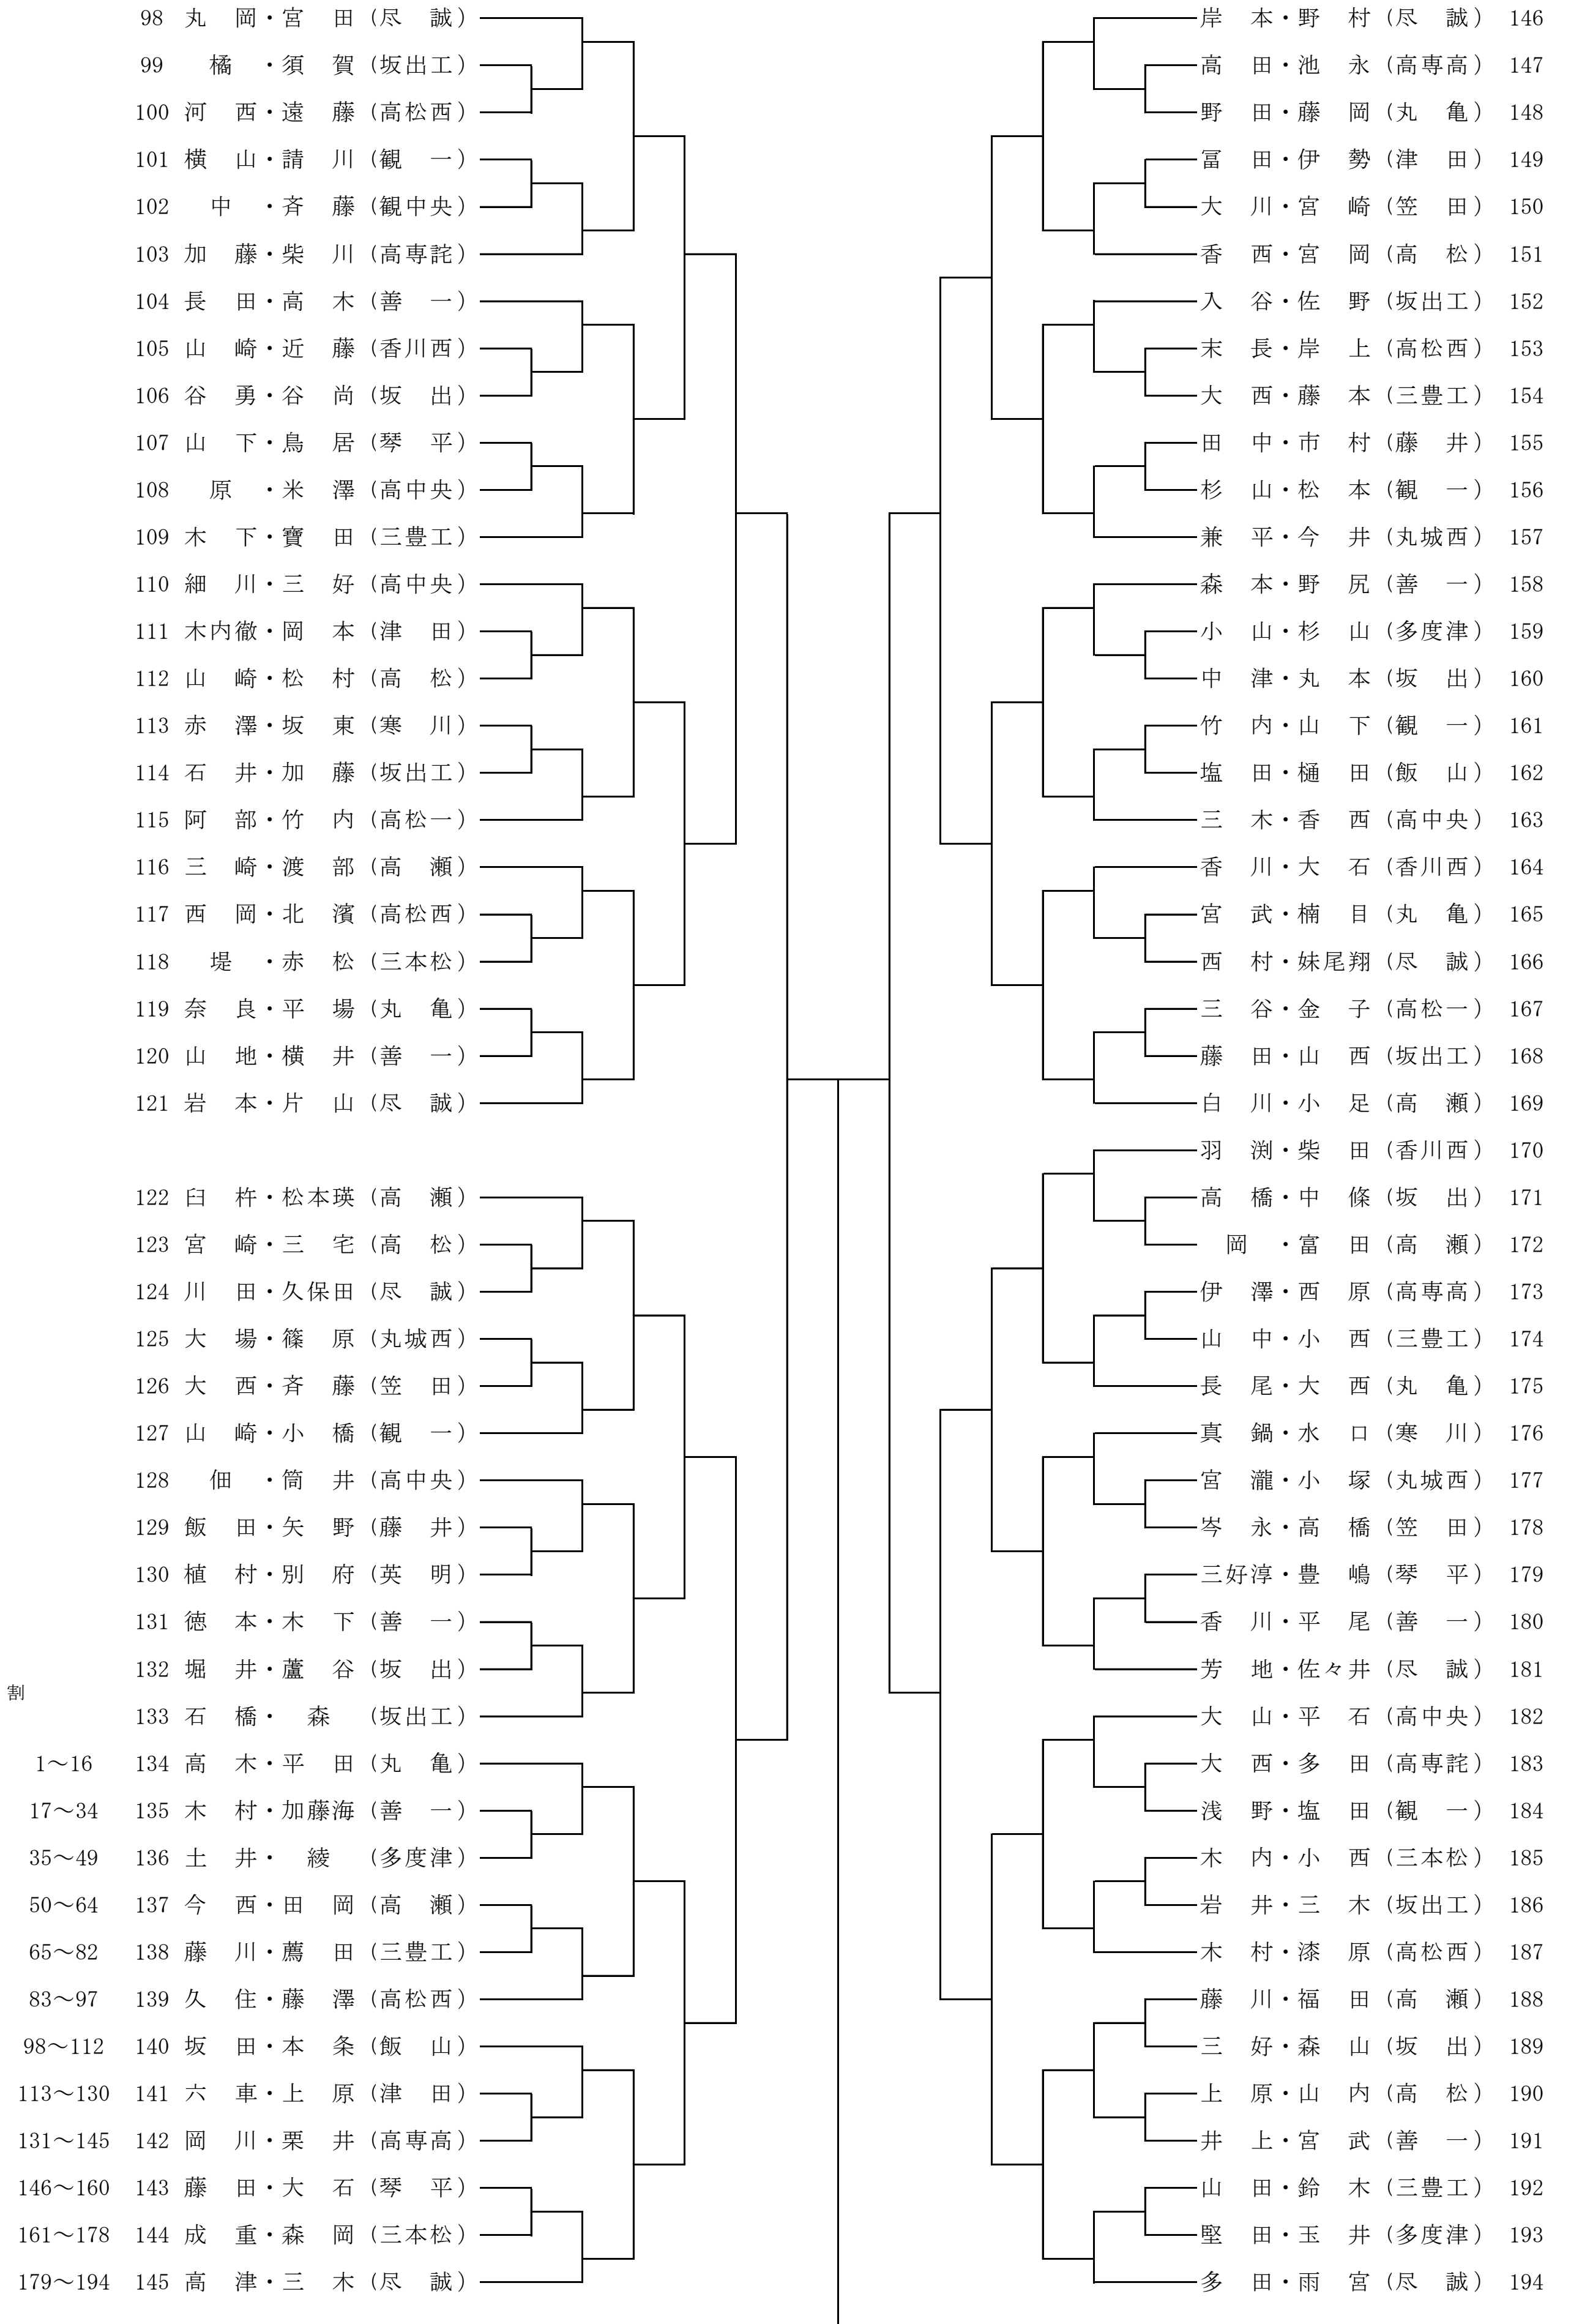 98 丸 岡・宮 田（尽 誠）
99 橘 ・須 賀（坂出工）
100 河 西・遠 藤（高松西）
101 横 山・請 川（観 一）
102 中 ・斉 藤（観中央）
103 加 藤・柴 川（高専詫）
104 長 田・高 木（善 一）
105 山 崎・近 藤（香川西）
106 谷 勇・谷 尚（坂 出）
107 山 下・鳥 居（琴 平）
108 原 ・米 澤（高中央）
109 木 下・寶 田（三豊工）
110 細 川・三 好（高中央）
111 木内徹・岡 本（津 田）
112 山 崎・松 村（高 松）
113 赤 澤・坂 東（寒 川）
114 石 井・加 藤（坂出工）
115 阿 部・竹 内（高松一）
116 三 崎・渡 部（高 瀬）
117 西 岡・北 濱（高松西）
118 堤 ・赤 松（三本松）
119 奈 良・平 場（丸 亀）
120 山 地・横 井（善 一）
121 岩 本・片 山（尽 誠）
122 臼 杵・松本瑛（高 瀬）
123 宮 崎・三 宅（高 松）
124 川 田・久保田（尽 誠）
125 大 場・篠 原（丸城西）
126 大 西・斉 藤（笠 田）
127 山 崎・小 橋（観 一）
128 佃 ・筒 井（高中央）
129 飯 田・矢 野（藤 井）
130 植 村・別 府（英 明）
131 徳 本・木 下（善 一）
132 堀 井・蘆 谷（坂 出）
割
133 石 橋・ 森 （坂出工）
1～16 134 高 木・平 田（丸 亀）
17～34 135 木 村・加藤海（善 一）
35～49 136 土 井・ 綾 （多度津）
50～64 137 今 西・田 岡（高 瀬）
65～82 138 藤 川・薦 田（三豊工）
83～97 139 久 住・藤 澤（高松西）
98～112 140 坂 田・本 条（飯 山）
113～130 141 六 車・上 原（津 田）
131～145 142 岡 川・栗 井（高専高）
146～160 143 藤 田・大 石（琴 平）
161～178 144 成 重・森 岡（三本松）
179～194 145 高 津・三 木（尽 誠）
岸 本・野 村（尽 誠） 146
高 田・池 永（高専高） 147
野 田・藤 岡（丸 亀） 148
冨 田・伊 勢（津 田） 149
大 川・宮 崎（笠 田） 150
香 西・宮 岡（高 松） 151
入 谷・佐 野（坂出工） 152
末 長・岸 上（高松西） 153
大 西・藤 本（三豊工） 154
田 中・市 村（藤 井） 155
杉 山・松 本（観 一） 156
兼 平・今 井（丸城西） 157
森 本・野 尻（善 一） 158
小 山・杉 山（多度津） 159
中 津・丸 本（坂 出） 160
竹 内・山 下（観 一） 161
塩 田・樋 田（飯 山） 162
三 木・香 西（高中央） 163
香 川・大 石（香川西） 164
宮 武・楠 目（丸 亀） 165
西 村・妹尾翔（尽 誠） 166
三 谷・金 子（高松一） 167
藤 田・山 西（坂出工） 168
白 川・小 足（高 瀬） 169
羽 渕・柴 田（香川西） 170
高 橋・中 條（坂 出） 171
岡 ・富 田（高 瀬） 172
伊 澤・西 原（高専高） 173
山 中・小 西（三豊工） 174
長 尾・大 西（丸 亀） 175
真 鍋・水 口（寒 川） 176
宮 瀧・小 塚（丸城西） 177
岑 永・高 橋（笠 田） 178
三好淳・豊 嶋（琴 平） 179
香 川・平 尾（善 一） 180
芳 地・佐々井（尽 誠） 181
大 山・平 石（高中央） 182
大 西・多 田（高専詫） 183
浅 野・塩 田（観 一） 184
木 内・小 西（三本松） 185
岩 井・三 木（坂出工） 186
木 村・漆 原（高松西） 187
藤 川・福 田（高 瀬） 188
三 好・森 山（坂 出） 189
上 原・山 内（高 松） 190
井 上・宮 武（善 一） 191
山 田・鈴 木（三豊工） 192
堅 田・玉 井（多度津） 193
多 田・雨 宮（尽 誠） 194